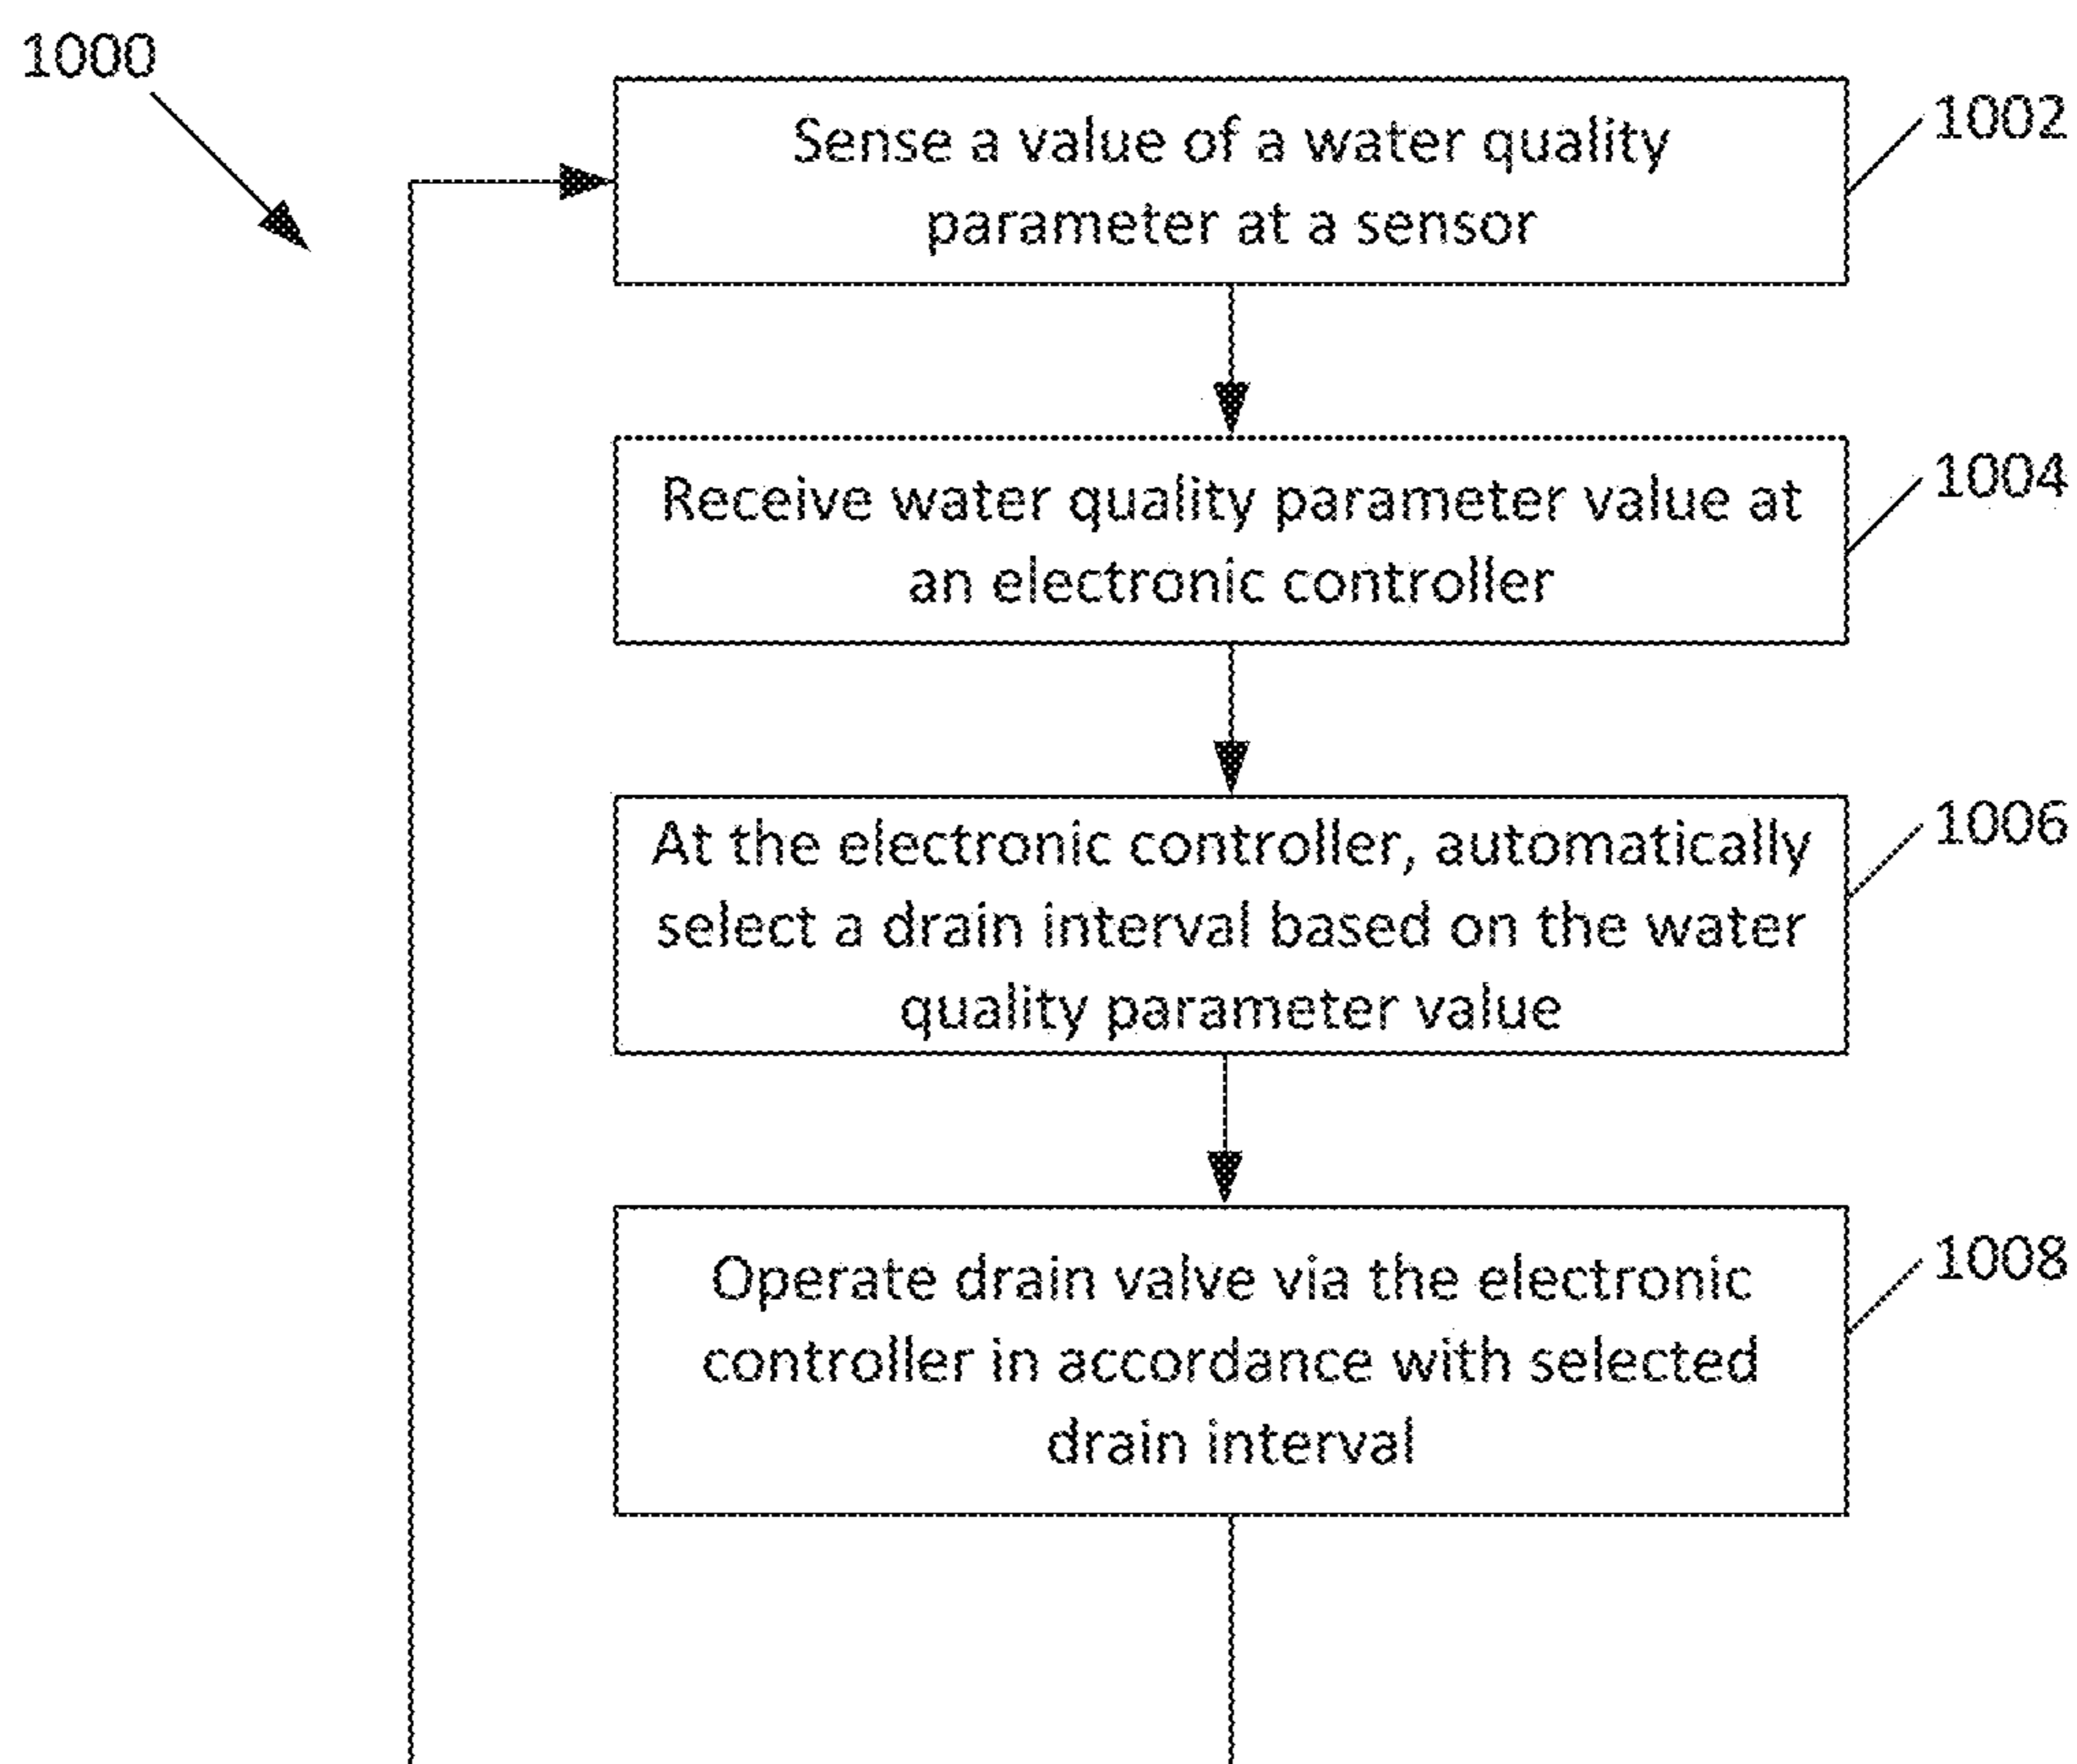 1000
Sense a value of a water quality
parameter at a sensor
1002
Receive water quality parameter value at
an electronic controller
1004
At the electronic controller, automatically
select a drain interval based on the water
quality parameter value
1006
Operate drain valve via the electronic
controller in accordance with selected
drain interval
1008